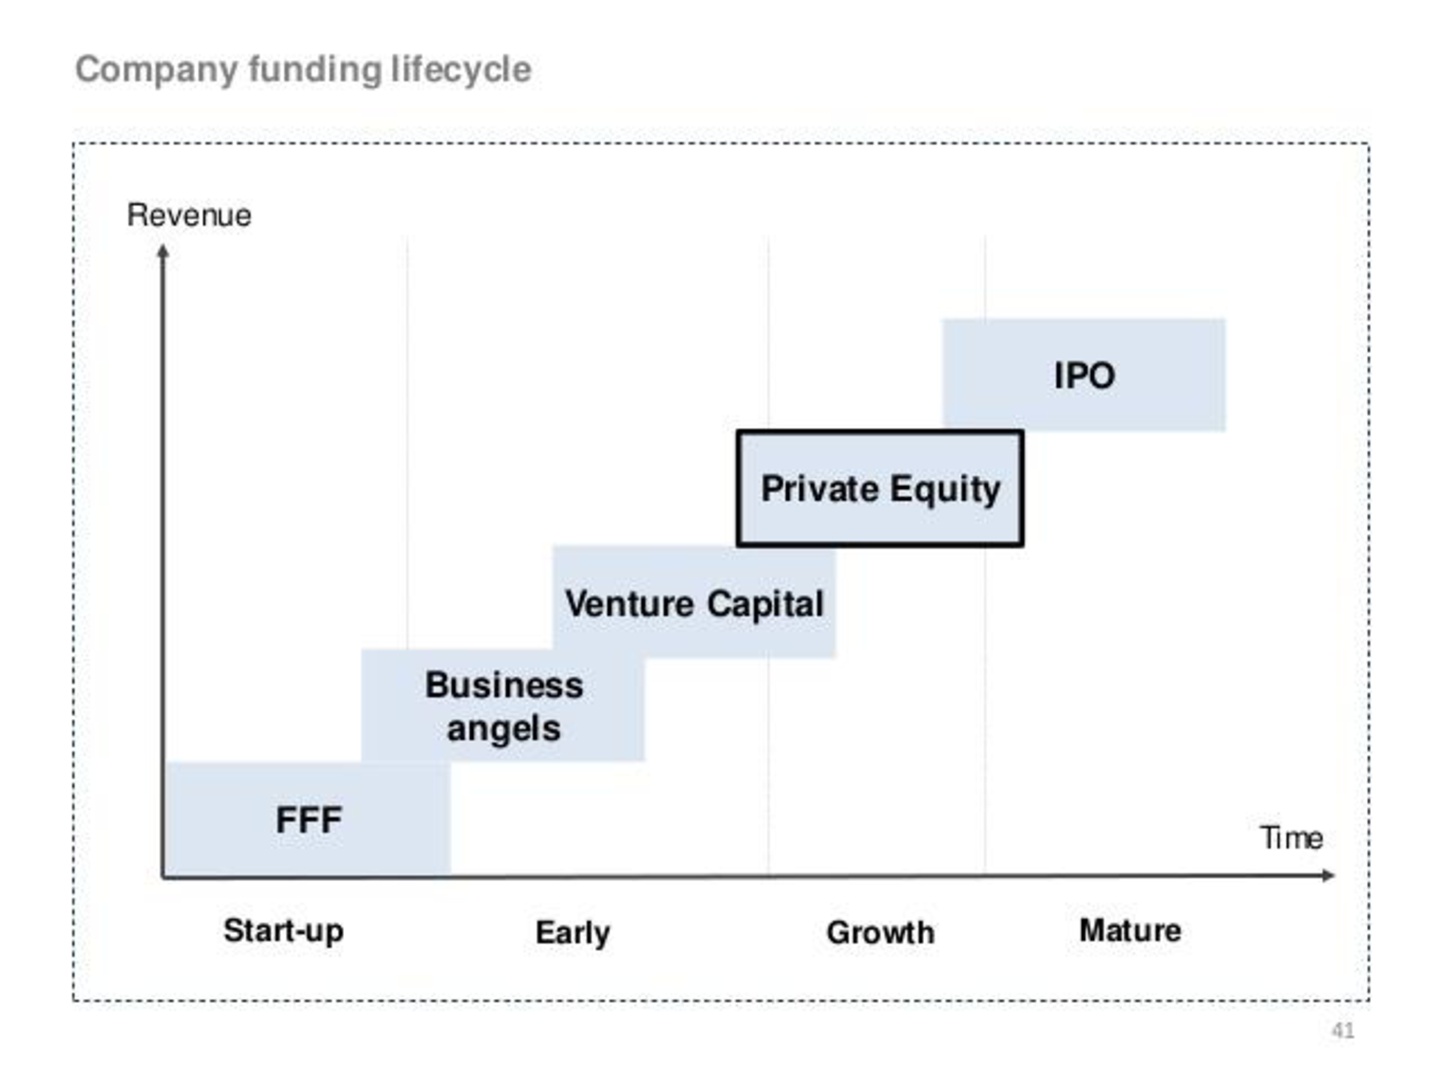 Company funding lifecycle
Revenue
IPO
Private Equity
Venture Capital
Business
angels
FFF
Time
Start-up
Early
Growth
Mature
41